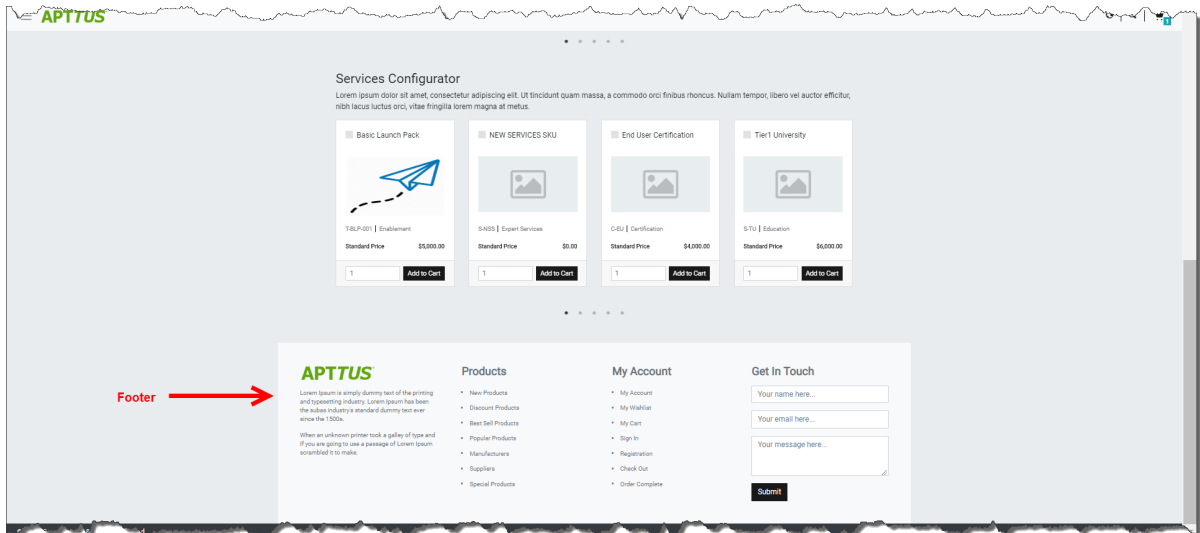 APTTUS
1
Services Configurator
Lorem ipsum dolor sit amet, consectetur adipiscing elit. Ut tincidunt quam massa, a commodo orci finibus rhoncus. Nullam tempor, libero vel auctor efficitur,
nibh lacus luctus orci, vitae fringilla lorem magna at metus.
Basic Launch Pack
T-BLP-001 | Enablement
Standard Price $5,000.00
1 Add to Cart
NEW SERVICES SKU
S-NSS | Expert Services
Standard Price $0.00
1 Add to Cart
End User Certification
C-EU | Certification
Standard Price $4,000.00
1 Add to Cart
Tier1 University
S-TU | Education
Standard Price $6,000.00
1 Add to Cart
Footer
APTTUS
Lorem Ipsum is simply dummy text of the printing
and typesetting industry. Lorem Ipsum has been
the subas industry's standard dummy text ever
since the 1500s.
When an unknown printer took a galley of type and
If you are going to use a passage of Lorem Ipsum
scrambled it to make.
Products
• New Products
• Discount Products
• Best Sell Products
• Popular Products
• Manufacturers
• Suppliers
• Special Products
My Account
• My Account
• My Wishlist
• My Cart
• Sign In
• Registration
• Check Out
• Order Complete
Get In Touch
Your name here...
Your email here...
Your message here...
Submit